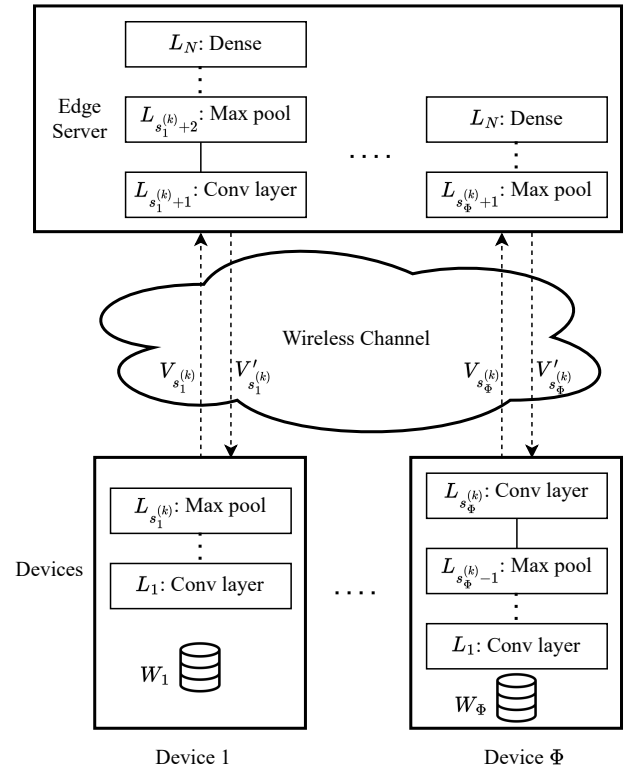 L_N: Dense
Edge
Server
L_{s_1^{(k)}+2}: Max pool
L_{s_1^{(k)}+1}: Conv layer
. . . .
L_N: Dense
L_{s_Φ^{(k)}+1}: Max pool
Wireless Channel
V_{s_1^{(k)}}
V'_{s_1^{(k)}}
V_{s_Φ^{(k)}}
V'_{s_Φ^{(k)}}
Devices
L_{s_1^{(k)}}: Max pool
L_1: Conv layer
W_1
. . . .
L_{s_Φ^{(k)}}: Conv layer
L_{s_Φ^{(k)}-1}: Max pool
L_1: Conv layer
W_Φ
Device 1
Device Φ